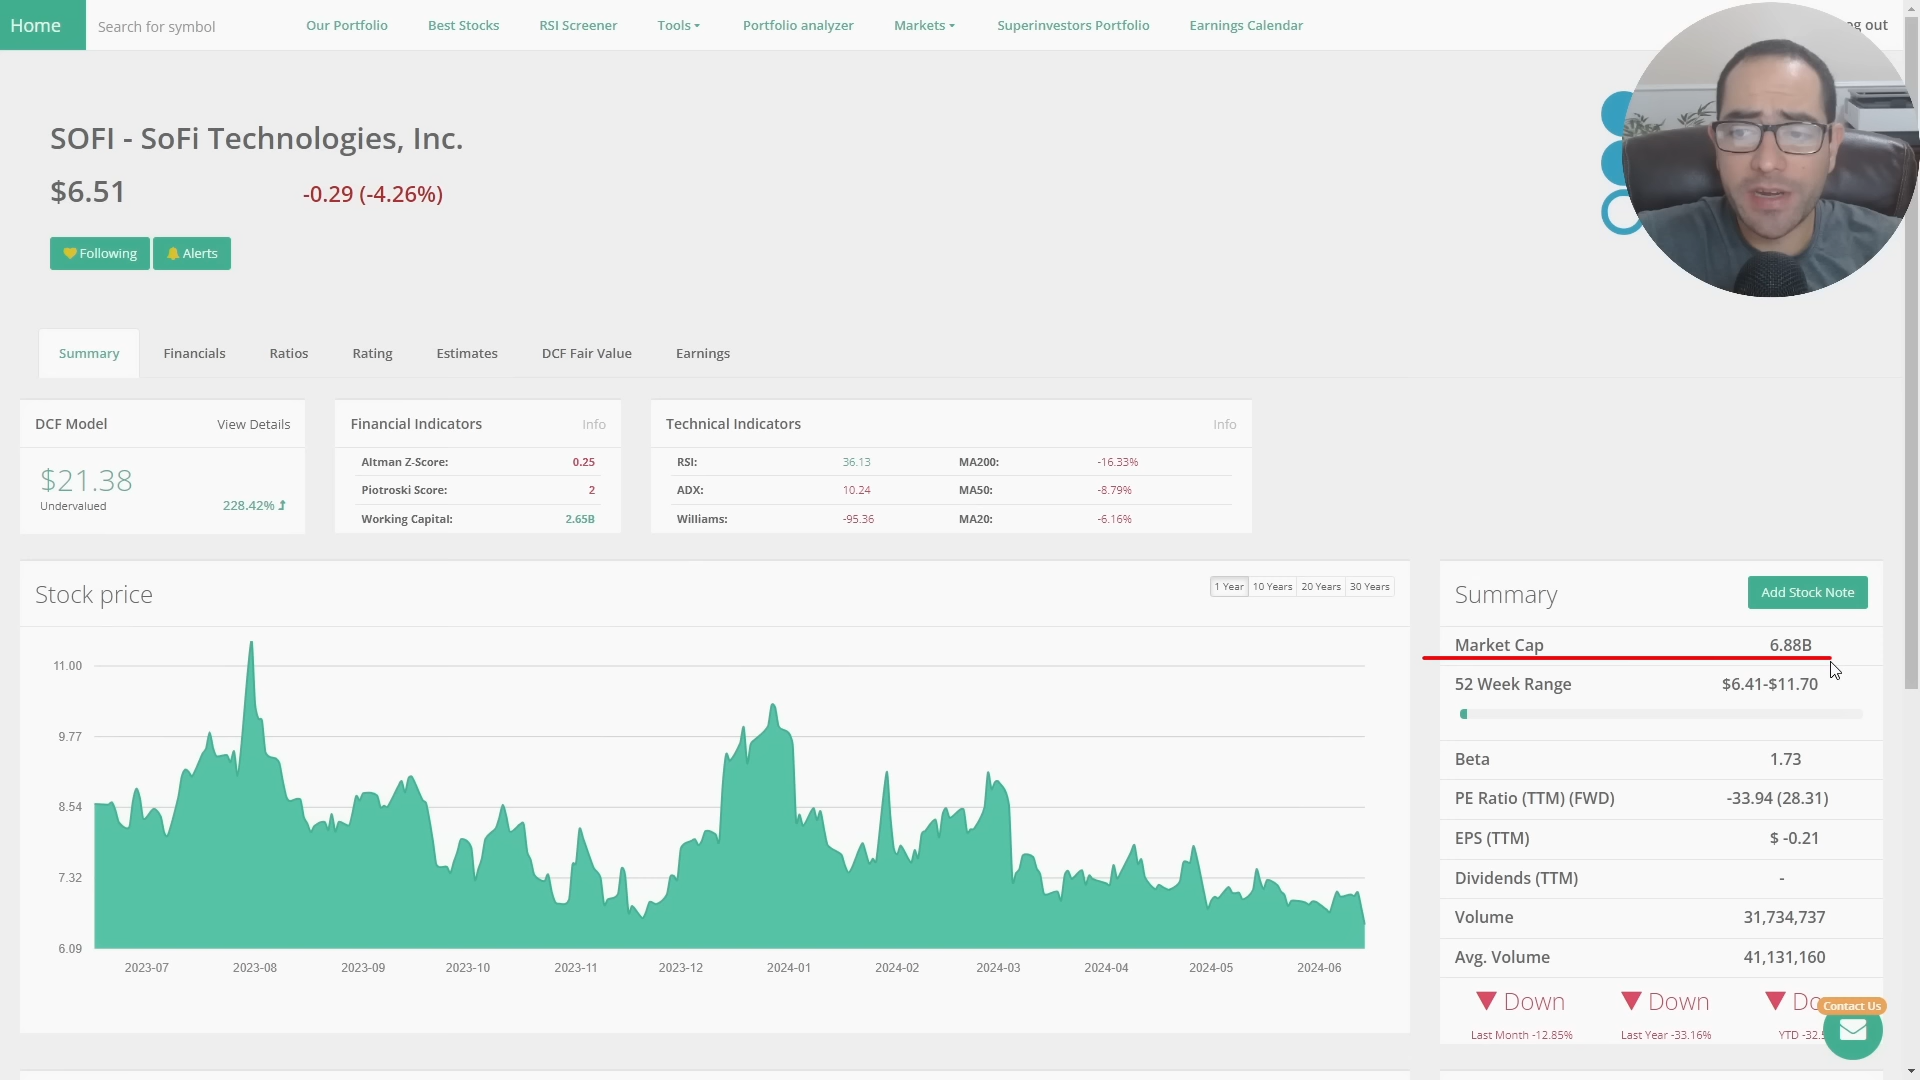 Home
Search for symbol
Our Portfolio
Best Stocks
RSI Screener
Tools
Portfolio analyzer
Markets
Superinvestors Portfolio
Earnings Calendar
out
SOFI - SoFi Technologies, Inc.
$6.51 -0.29 (-4.26%)
Following
Alerts
Summary
Financials
Ratios
Rating
Estimates
DCF Fair Value
Earnings
DCF Model View Details
$21.38
Undervalued 228.42%
Financial Indicators Info
Altman Z-Score: 0.25
Piotroski Score: 2
Working Capital: 2.65B
Technical Indicators Info
RSI: 36.13 MA200: -16.33%
ADX: 10.24 MA50: -8.79%
Williams: -95.36 MA20: -6.16%
Stock price
1 Year 10 Years 20 Years 30 Years
11.00
9.77
8.54
7.32
6.09
2023-07 2023-08 2023-09 2023-10 2023-11 2023-12 2024-01 2024-02 2024-03 2024-04 2024-05 2024-06
Summary
Add Stock Note
Market Cap 6.88B
52 Week Range $6.41-$11.70
Beta 1.73
PE Ratio (TTM) (FWD) -33.94 (28.31)
EPS (TTM) $ -0.21
Dividends (TTM) -
Volume 31,734,737
Avg. Volume 41,131,160
Down Down
Contact Us
Last Month -12.85% Last Year -33.16% YTD -32.